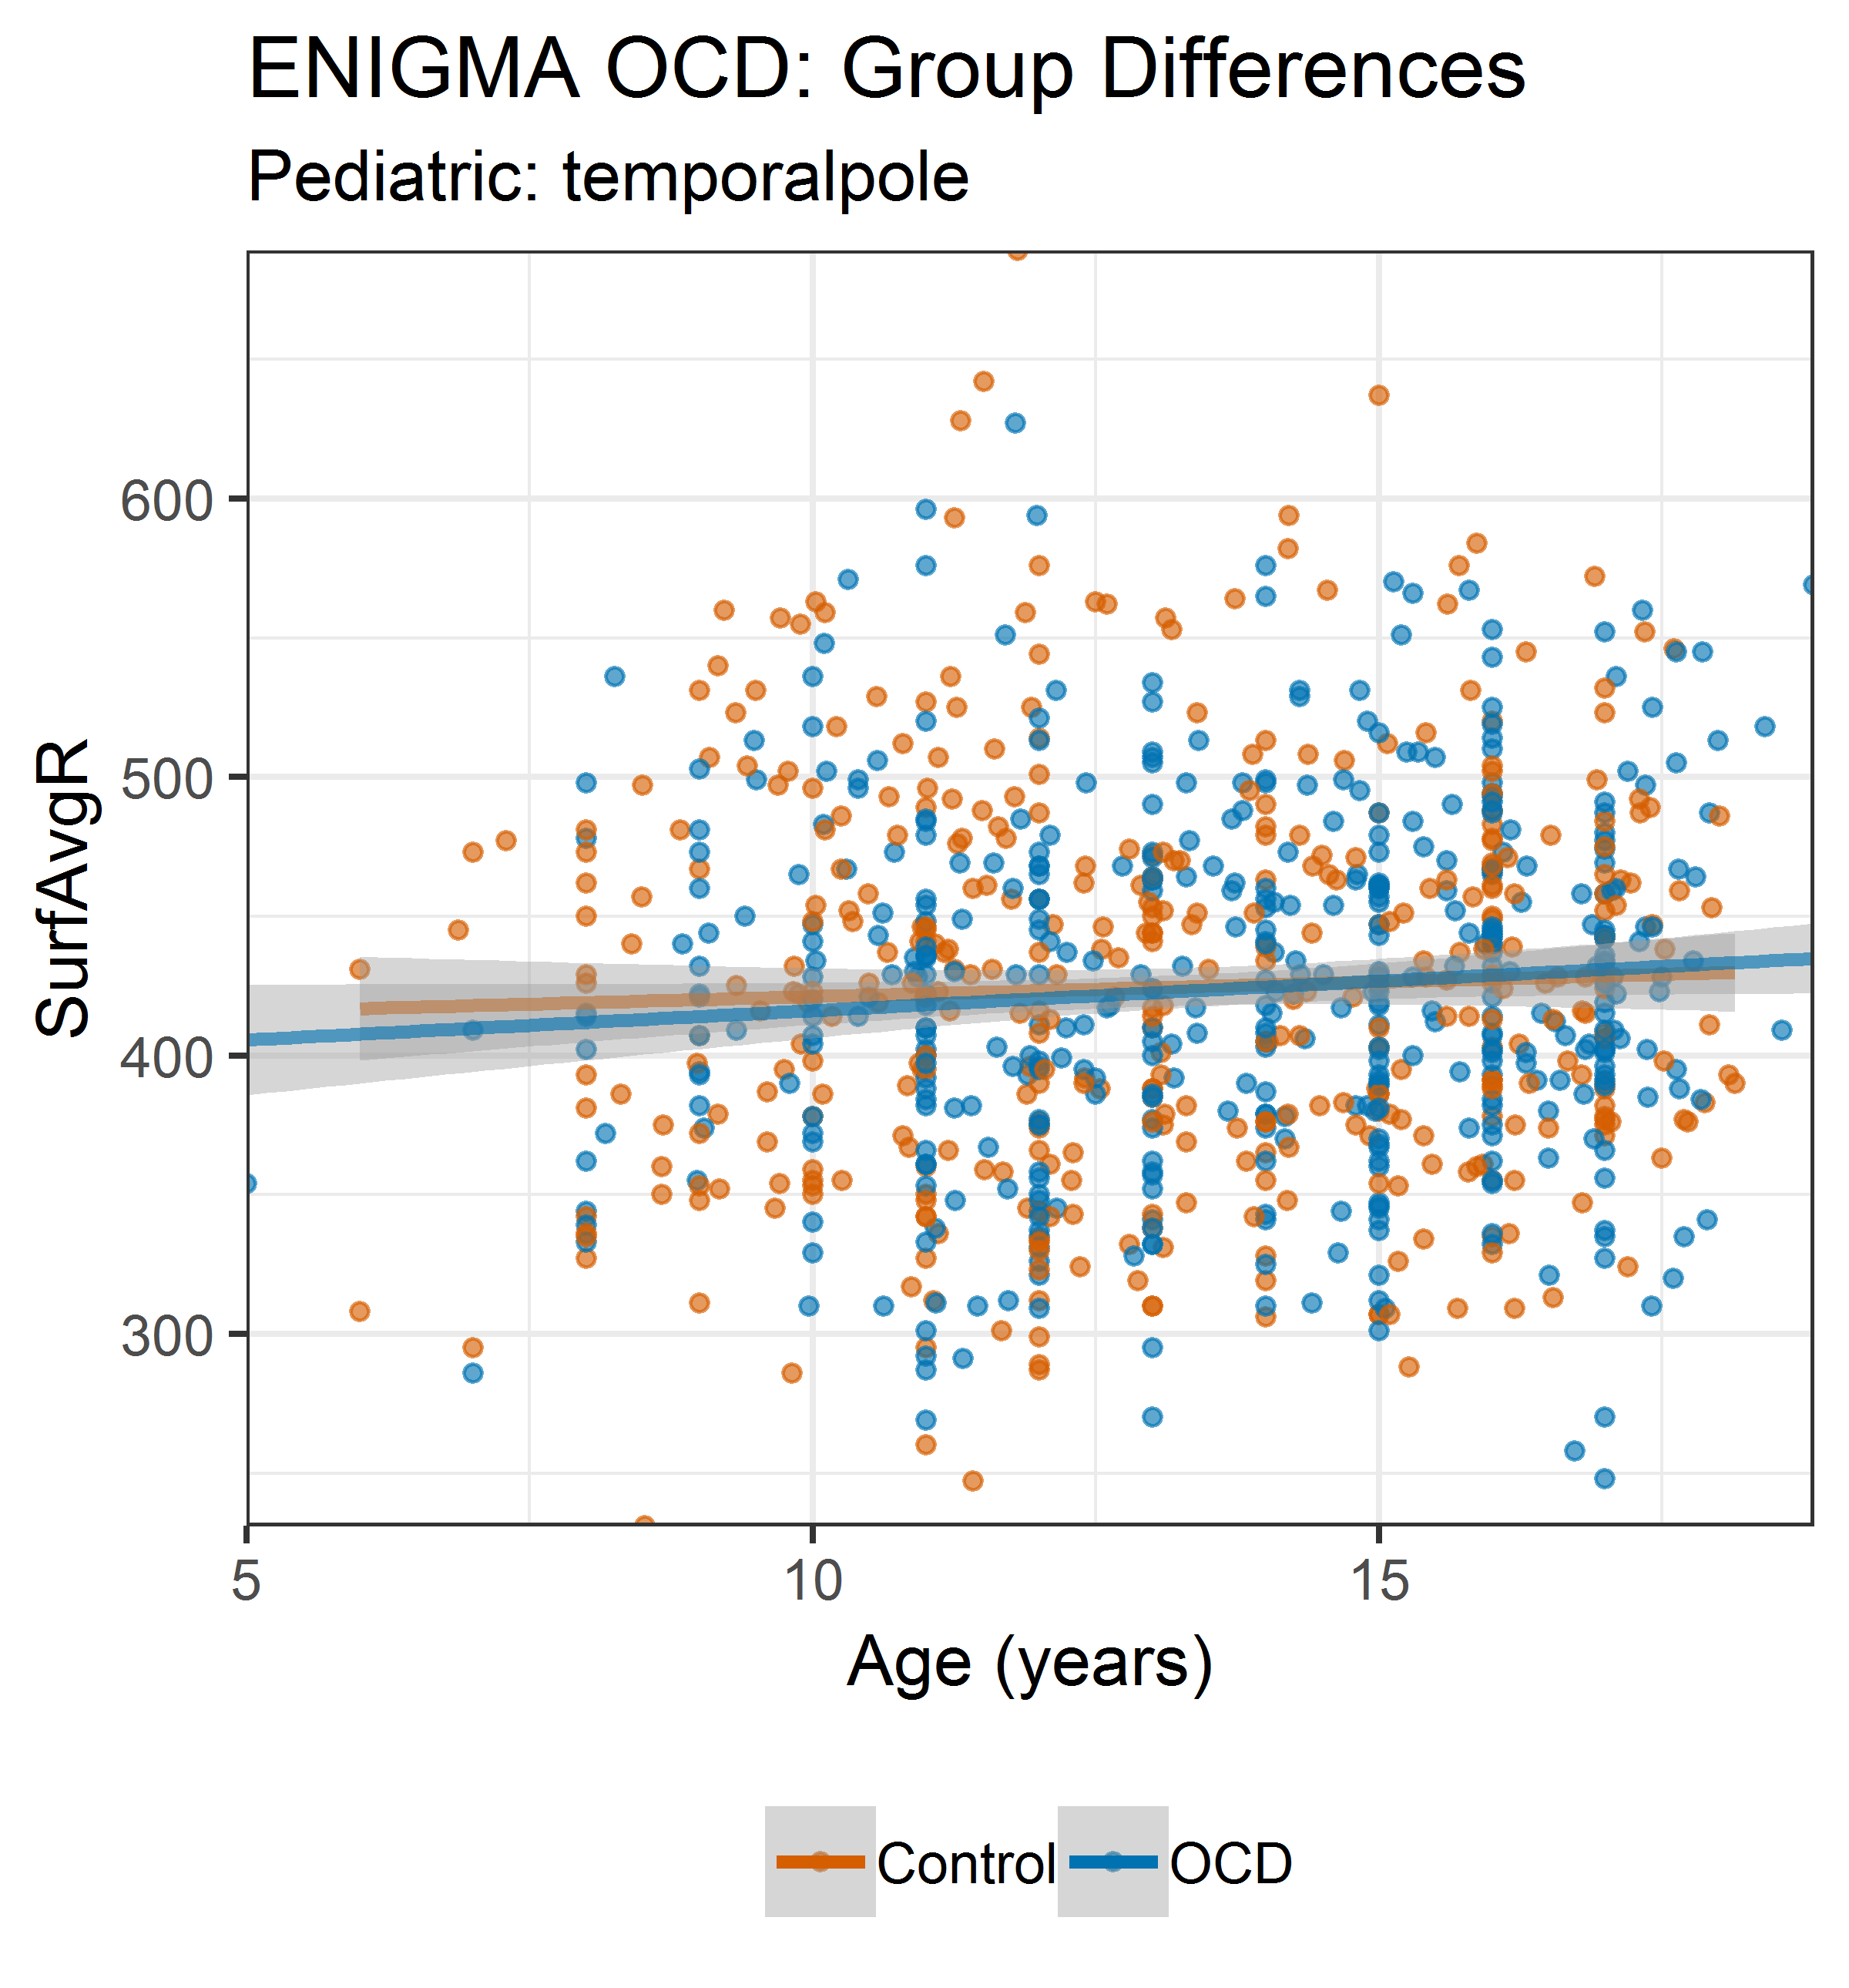 ENIGMA OCD: Group Differences
Pediatric: temporalpole
SurfAvgR
600
500
400
300
5 10 15
Age (years)
Control OCD